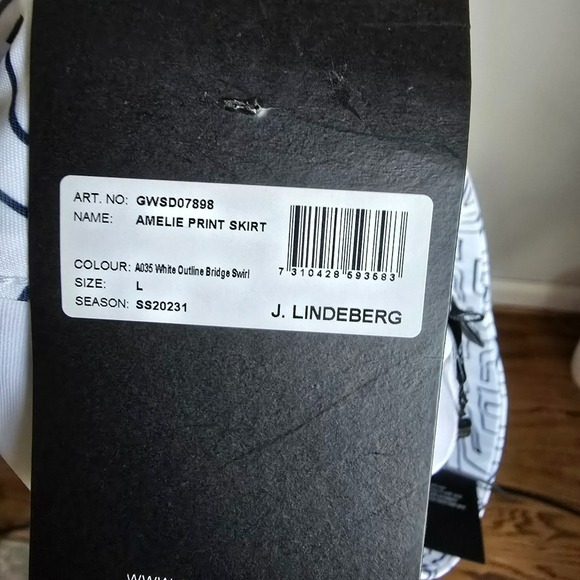 ART. NO: GWSD07898
NAME: AMELIE PRINT SKIRT
COLOUR: A035 White Outline Bridge Swirl
SIZE: L
SEASON: SS20231
7 310428 593583
J. LINDEBERG